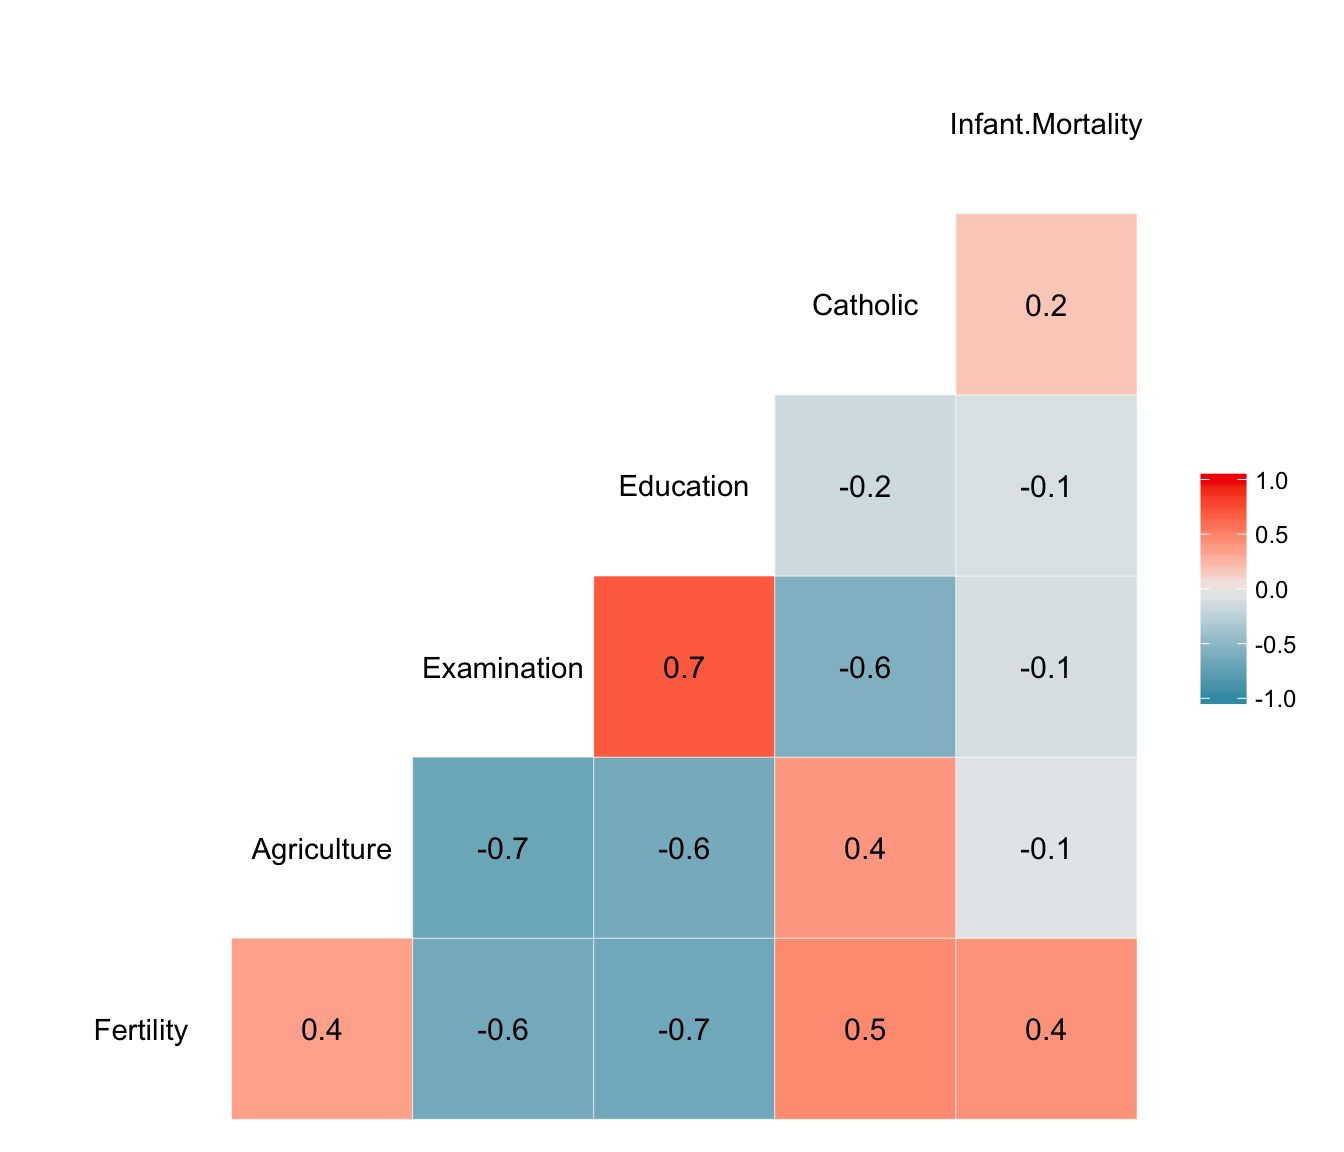 Infant.Mortality
Catholic 0.2
Education -0.2 -0.1
Examination 0.7 -0.6 -0.1
Agriculture -0.7 -0.6 0.4 -0.1
Fertility 0.4 -0.6 -0.7 0.5 0.4
1.0
0.5
0.0
-0.5
-1.0